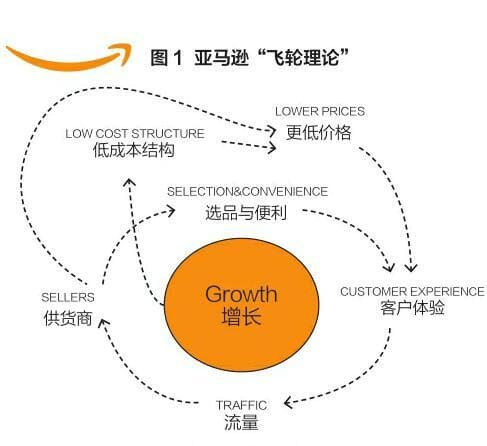 图 1 亚马逊“飞轮理论”
LOWER PRICES
更低价格
LOW COST STRUCTURE
低成本结构
SELECTION&CONVENIENCE
选品与便利
Growth
增长
SELLERS
供货商
CUSTOMER EXPERIENCE
客户体验
TRAFFIC
流量